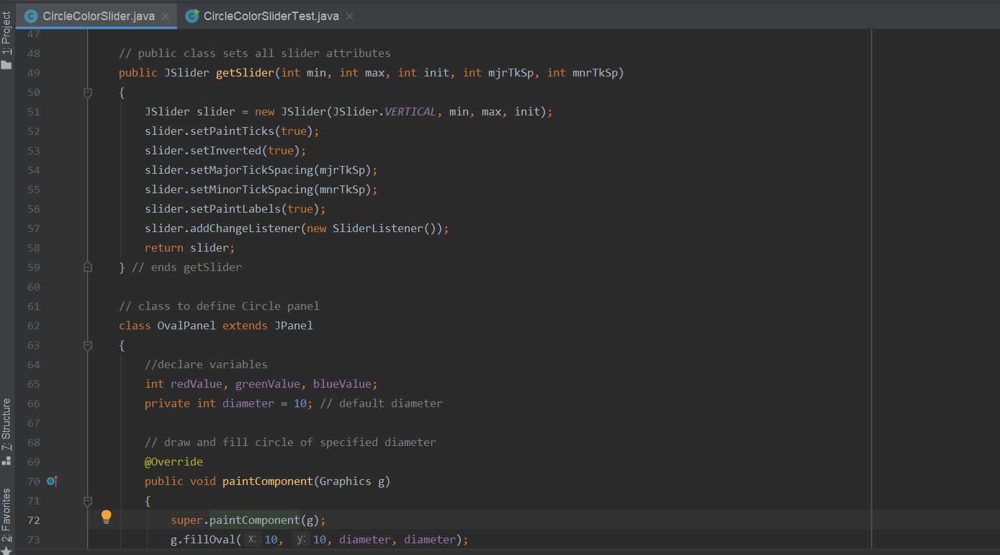 CircleColorSlider.java CircleColorSliderTest.java
1: Project
7: Structure
2: Favorites
47
48 // public class sets all slider attributes
49 public JSlider getSlider(int min, int max, int init, int mjrTkSp, int mnrTkSp)
50 {
51 JSlider slider = new JSlider(JSlider.VERTICAL, min, max, init);
52 slider.setPaintTicks(true);
53 slider.setInverted(true);
54 slider.setMajorTickSpacing(mjrTkSp);
55 slider.setMinorTickSpacing(mnrTkSp);
56 slider.setPaintLabels(true);
57 slider.addChangeListener(new SliderListener());
58 return slider;
59 } // ends getSlider
60
61 // class to define Circle panel
62 class OvalPanel extends JPanel
63 {
64 //declare variables
65 int redValue, greenValue, blueValue;
66 private int diameter = 10; // default diameter
67
68 // draw and fill circle of specified diameter
69 @Override
70 public void paintComponent(Graphics g)
71 {
72 super.paintComponent(g);
73 g.fillOval( x: 10, y: 10, diameter, diameter);